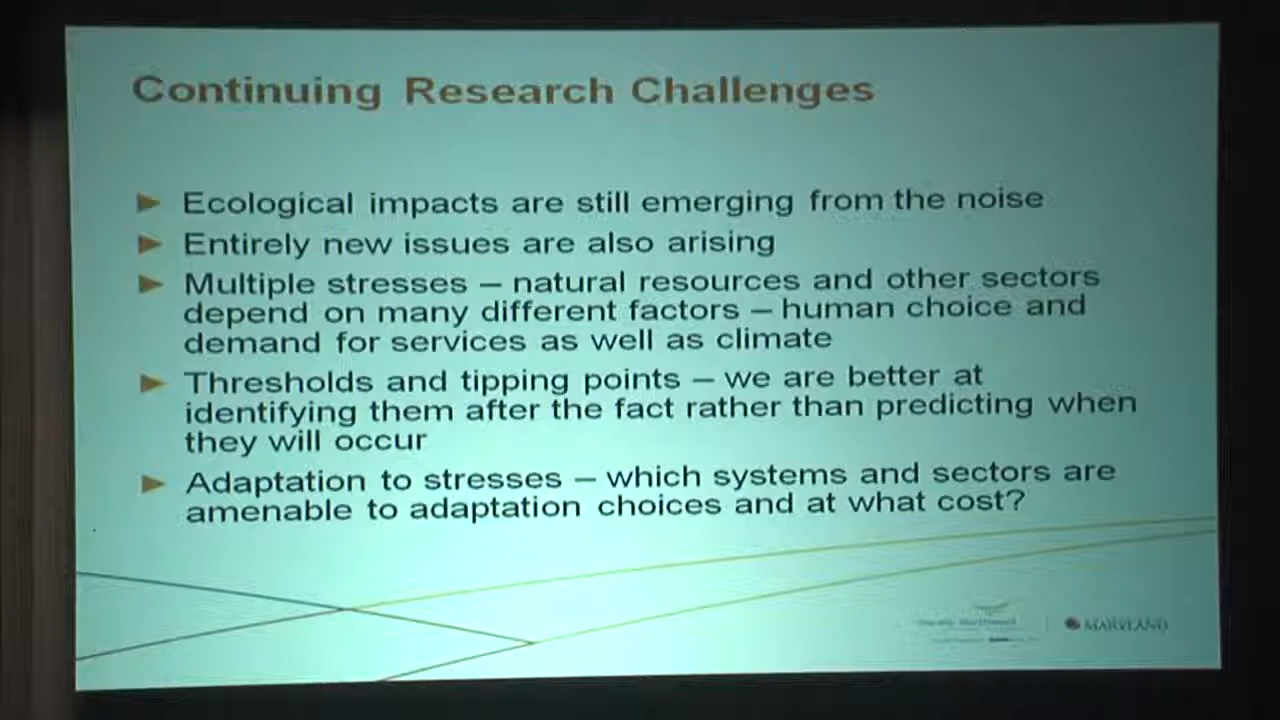 Continuing Research Challenges
Ecological impacts are still emerging from the noise
Entirely new issues are also arising
Multiple stresses – natural resources and other sectors
depend on many different factors – human choice and
demand for services as well as climate
Thresholds and tipping points – we are better at
identifying them after the fact rather than predicting when
they will occur
Adaptation to stresses – which systems and sectors are
amenable to adaptation choices and at what cost?
MARYLAND